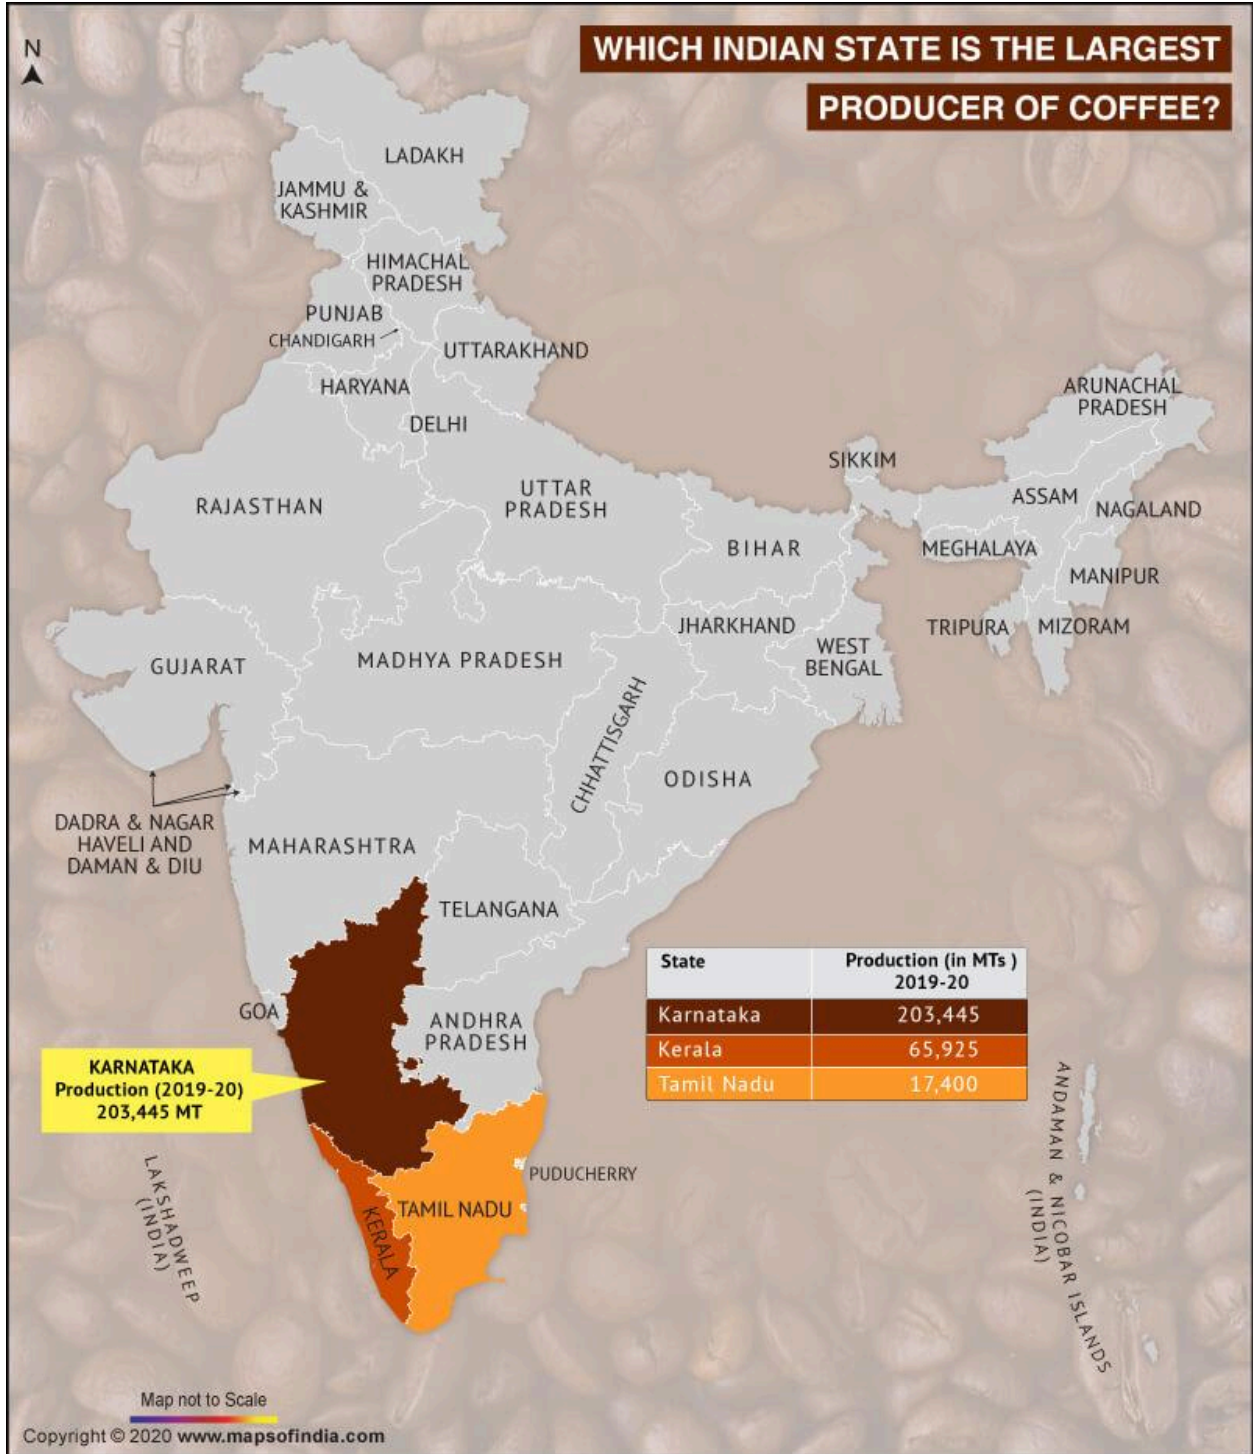 WHICH INDIAN STATE IS THE LARGEST
PRODUCER OF COFFEE?
N
LADAKH
JAMMU &
KASHMIR
HIMACHAL
PRADESH
PUNJAB
CHANDIGARH
UTTARAKHAND
HARYANA
DELHI
ARUNACHAL
PRADESH
SIKKIM
RAJASTHAN
UTTAR
PRADESH
ASSAM
NAGALAND
BIHAR
MEGHALAYA
MANIPUR
JHARKHAND
TRIPURA
MIZORAM
GUJARAT
MADHYA PRADESH
WEST
BENGAL
CHHATTISGARH
ODISHA
DADRA & NAGAR
HAVELI AND
DAMAN & DIU
MAHARASHTRA
TELANGANA
GOA
ANDHRA
PRADESH
State Production (in MTs )
2019-20
Karnataka 203,445
Kerala 65,925
Tamil Nadu 17,400
KARNATAKA
Production (2019-20)
203,445 MT
PUDUCHERRY
TAMIL NADU
KERALA
LAKSHADWEEP
(INDIA)
ANDAMAN & NICOBAR ISLANDS
(INDIA)
Map not to Scale
Copyright © 2020 www.mapsofindia.com